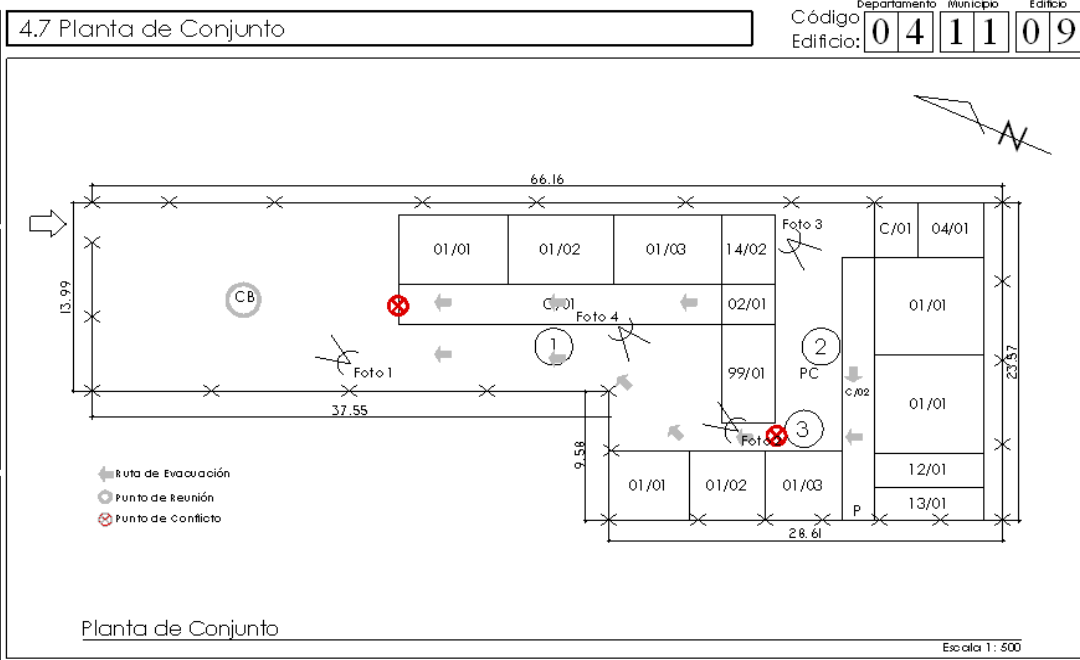 4.7 Planta de Conjunto
Código Edificio:
Departamento Municipio Edificio
0 4 1 1 0 9
N
66.16
Foto 3
C/01 04/01
01/01 01/02 01/03 14/02
13.99
CB
C/01
02/01
01/01
Foto 4
1
2
23.57
Foto 1
99/01
PC
C/02
01/01
37.55
3
Foto
9.58
Ruta de Evacuación
12/01
01/01 01/02 01/03
Punto de Reunión
13/01
P
Punto de Conflicto
28.61
Planta de Conjunto
Escala 1:500